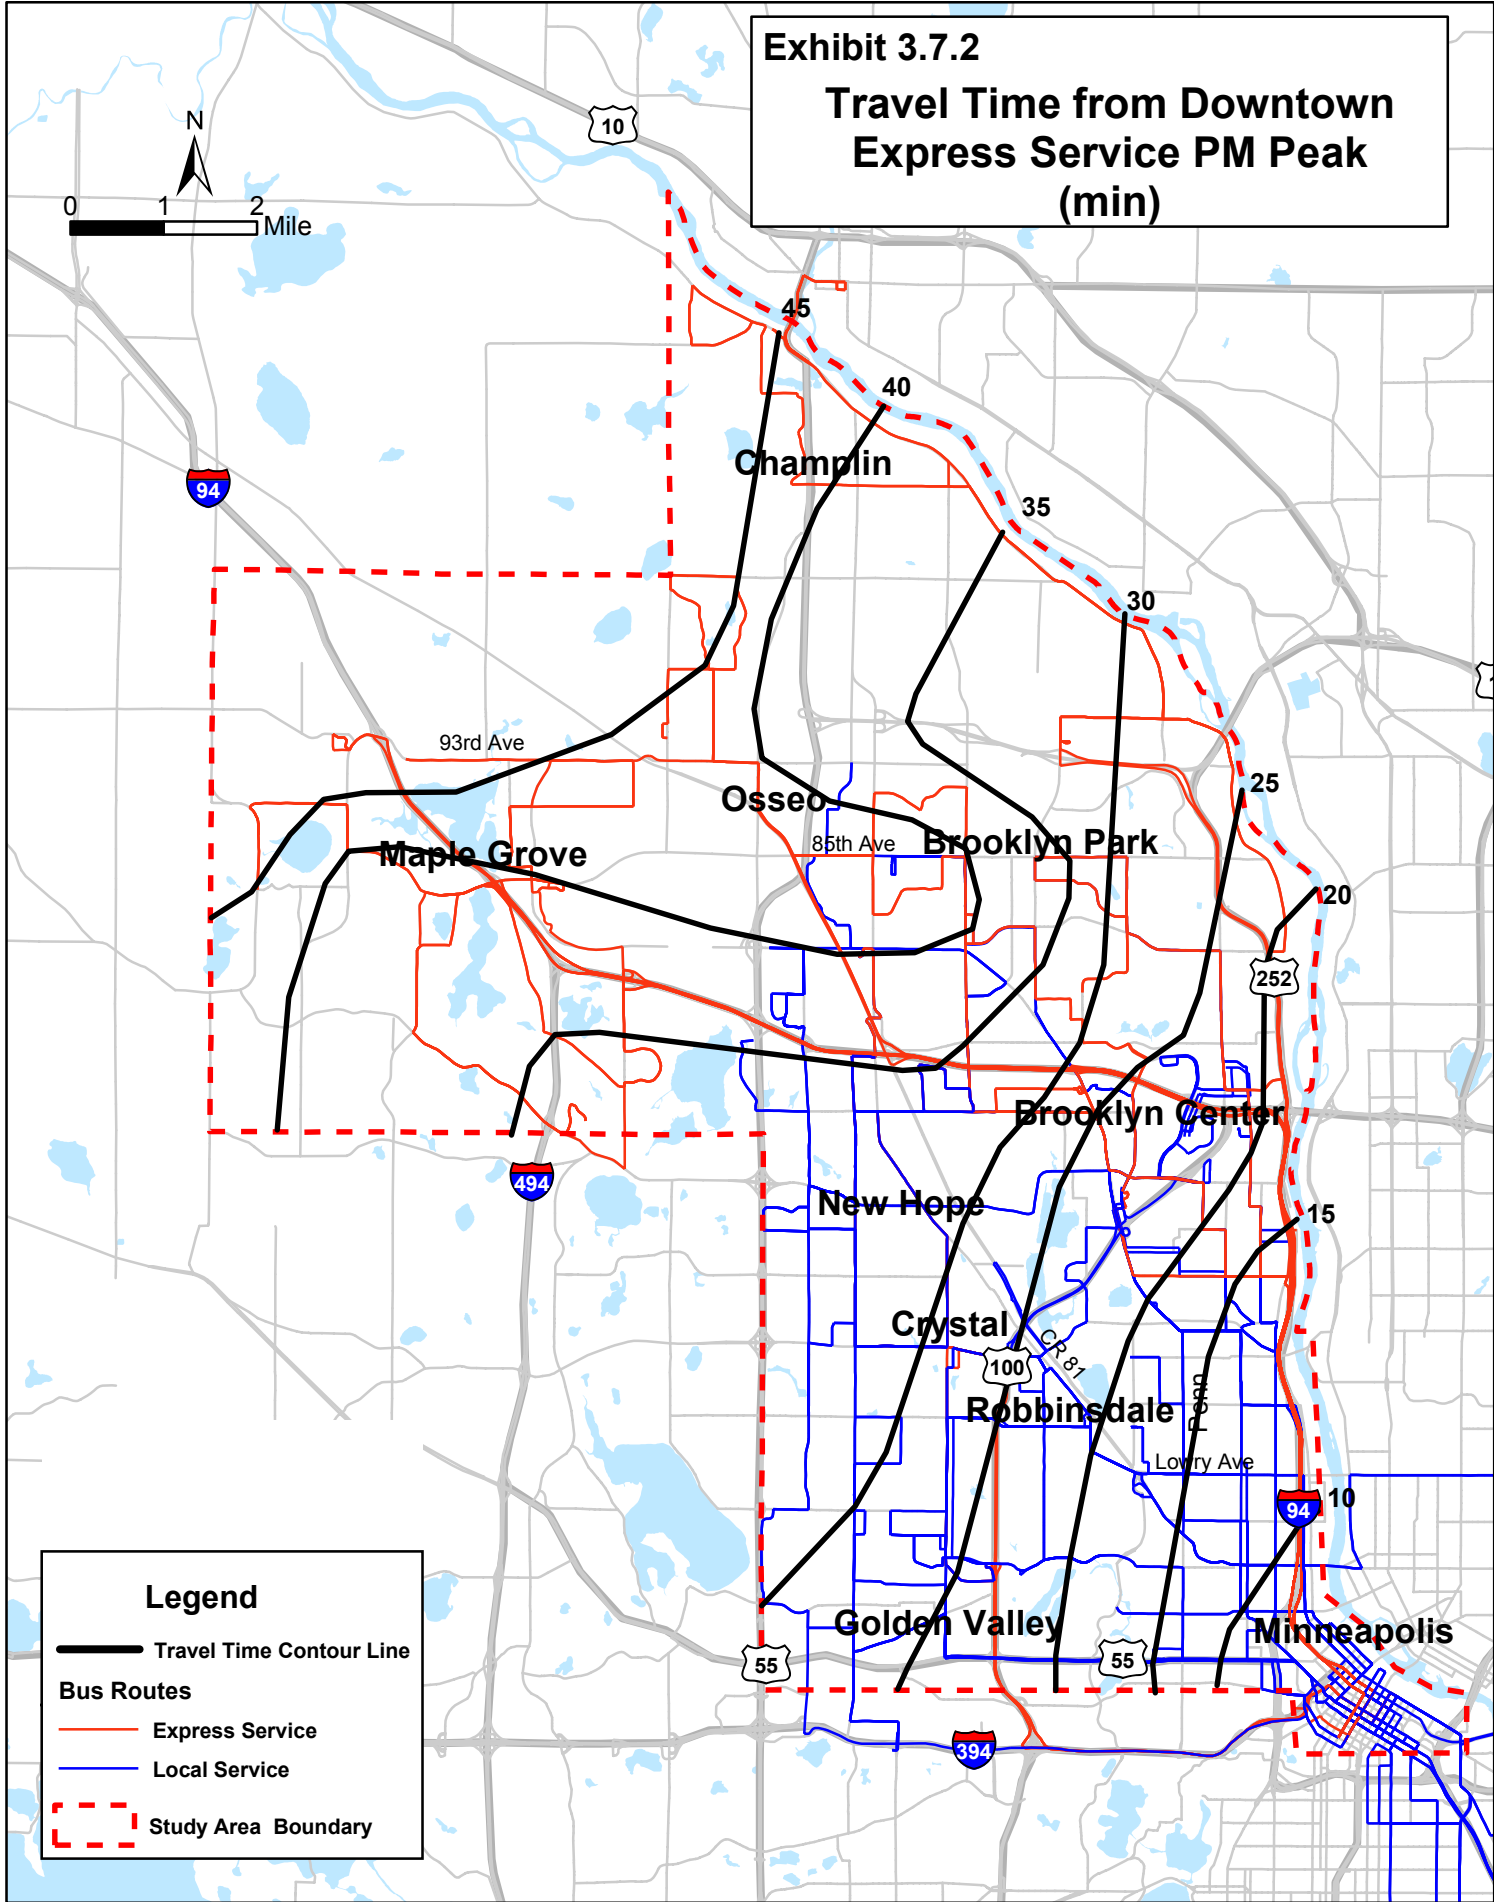 Exhibit 3.7.2
Travel Time from Downtown
Express Service PM Peak
(min)
N
0 1 2
Mile
10
45
40
Champlin
94
35
30
93rd Ave
25
Osseo
85th Ave
Brooklyn Park
Maple Grove
20
252
Brooklyn Center
494
New Hope
15
Crystal
CR 81
100
Penn
Robbinsdale
Lowry Ave
94
10
Golden Valley
Minneapolis
55
55
394
Legend
Travel Time Contour Line
Bus Routes
Express Service
Local Service
Study Area Boundary